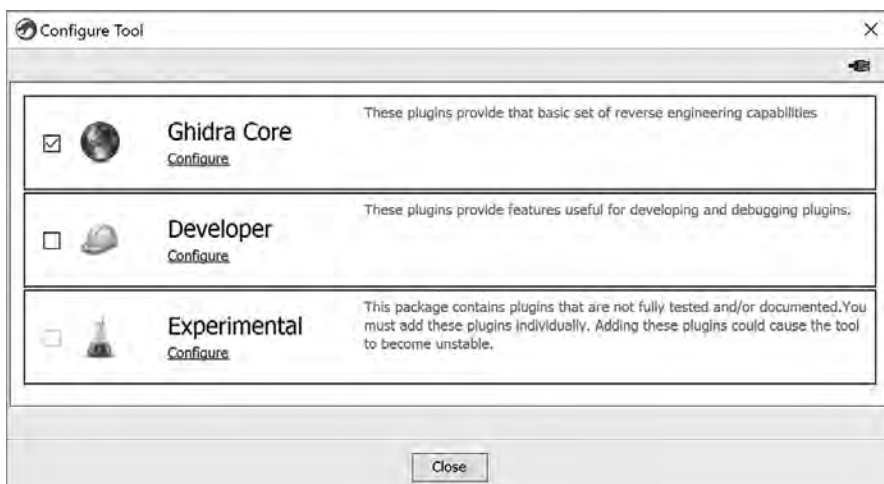 Configure Tool
Ghidra Core
Configure
These plugins provide that basic set of reverse engineering capabilities
Developer
Configure
These plugins provide features useful for developing and debugging plugins.
Experimental
Configure
This package contains plugins that are not fully tested and/or documented.You
must add these plugins individually. Adding these plugins could cause the tool
to become unstable.
Close